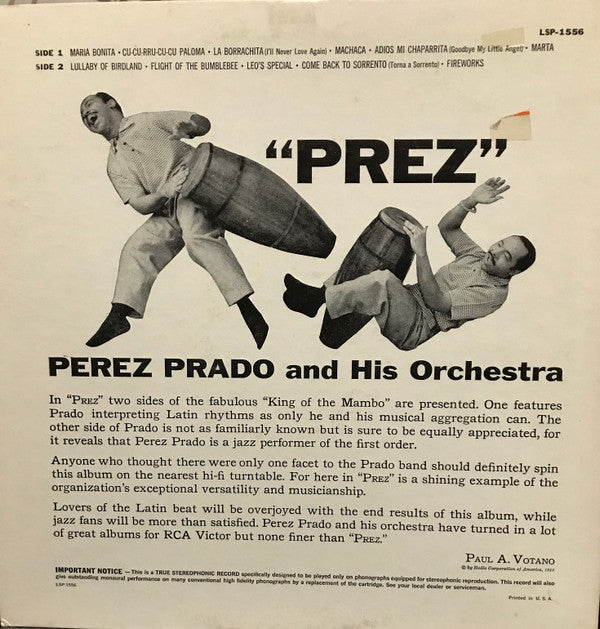 LSP-1556
SIDE 1 MARIA BONITA • CU-CU-RRU-CU-CU PALOMA • LA BORRACHITA (I'll Never Love Again) • MACHACA • ADIOS MI CHAPARRITA (Goodbye My Little Angel) • MARTA
SIDE 2 LULLABY OF BIRDLAND • FLIGHT OF THE BUMBLEBEE • LEO'S SPECIAL • COME BACK TO SORRENTO (Torna a Sorrento) • FIREWORKS
"PREZ"
PEREZ PRADO and His Orchestra
In "PREZ" two sides of the fabulous "King of the Mambo" are presented. One features
Prado interpreting Latin rhythms as only he and his musical aggregation can. The
other side of Prado is not as familiarly known but is sure to be equally appreciated, for
it reveals that Perez Prado is a jazz performer of the first order.
Anyone who thought there were only one facet to the Prado band should definitely spin
this album on the nearest hi-fi turntable. For here in "PREZ" is a shining example of the
organization's exceptional versatility and musicianship.
Lovers of the Latin beat will be overjoyed with the end results of this album, while
jazz fans will be more than satisfied. Perez Prado and his orchestra have turned in a lot
of great albums for RCA Victor but none finer than "PREZ."
PAUL A. VOTANO
© by Radio Corporation of America,
IMPORTANT NOTICE — This is a TRUE STEREOPHONIC RECORD specifically designed to be played only on phonographs equipped for stereophonic reproduction. This record will also
give outstanding monaural performance on many conventional high fidelity phonographs by a replacement of the cartridge. See your local dealer or serviceman.
LSP-1556
Printed in U. S. A.